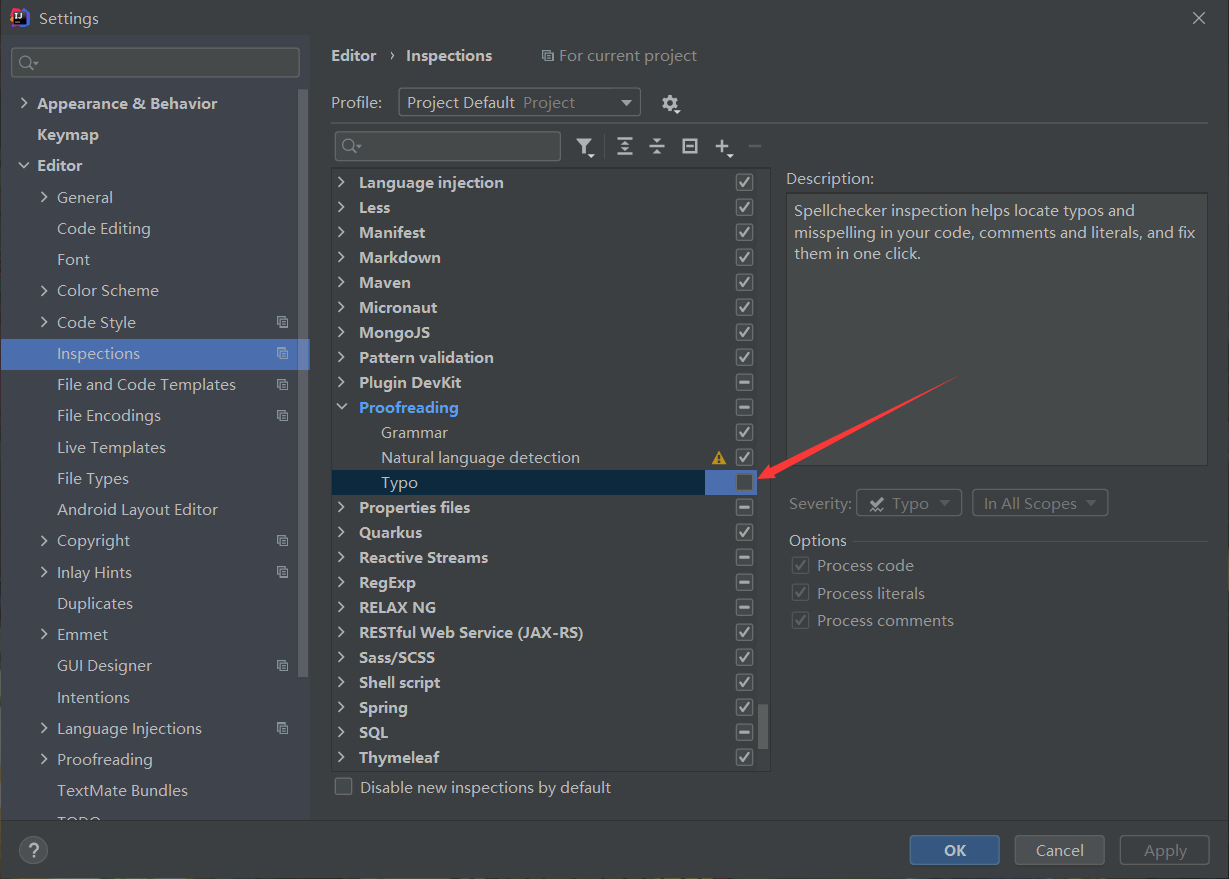 Settings
Appearance & Behavior
Keymap
Editor
General
Code Editing
Font
Color Scheme
Code Style
Inspections
File and Code Templates
File Encodings
Live Templates
File Types
Android Layout Editor
Copyright
Inlay Hints
Duplicates
Emmet
GUI Designer
Intentions
Language Injections
Proofreading
TextMate Bundles
TODO
Editor › Inspections For current project
Profile: Project Default Project
Language injection
Less
Manifest
Markdown
Maven
Micronaut
MongoJS
Pattern validation
Plugin DevKit
Proofreading
Grammar
Natural language detection
Typo
Properties files
Quarkus
Reactive Streams
RegExp
RELAX NG
RESTful Web Service (JAX-RS)
Sass/SCSS
Shell script
Spring
SQL
Thymeleaf
Disable new inspections by default
Description:
Spellchecker inspection helps locate typos and
misspelling in your code, comments and literals, and fix
them in one click.
Severity: Typo In All Scopes
Options
Process code
Process literals
Process comments
? OK Cancel Apply